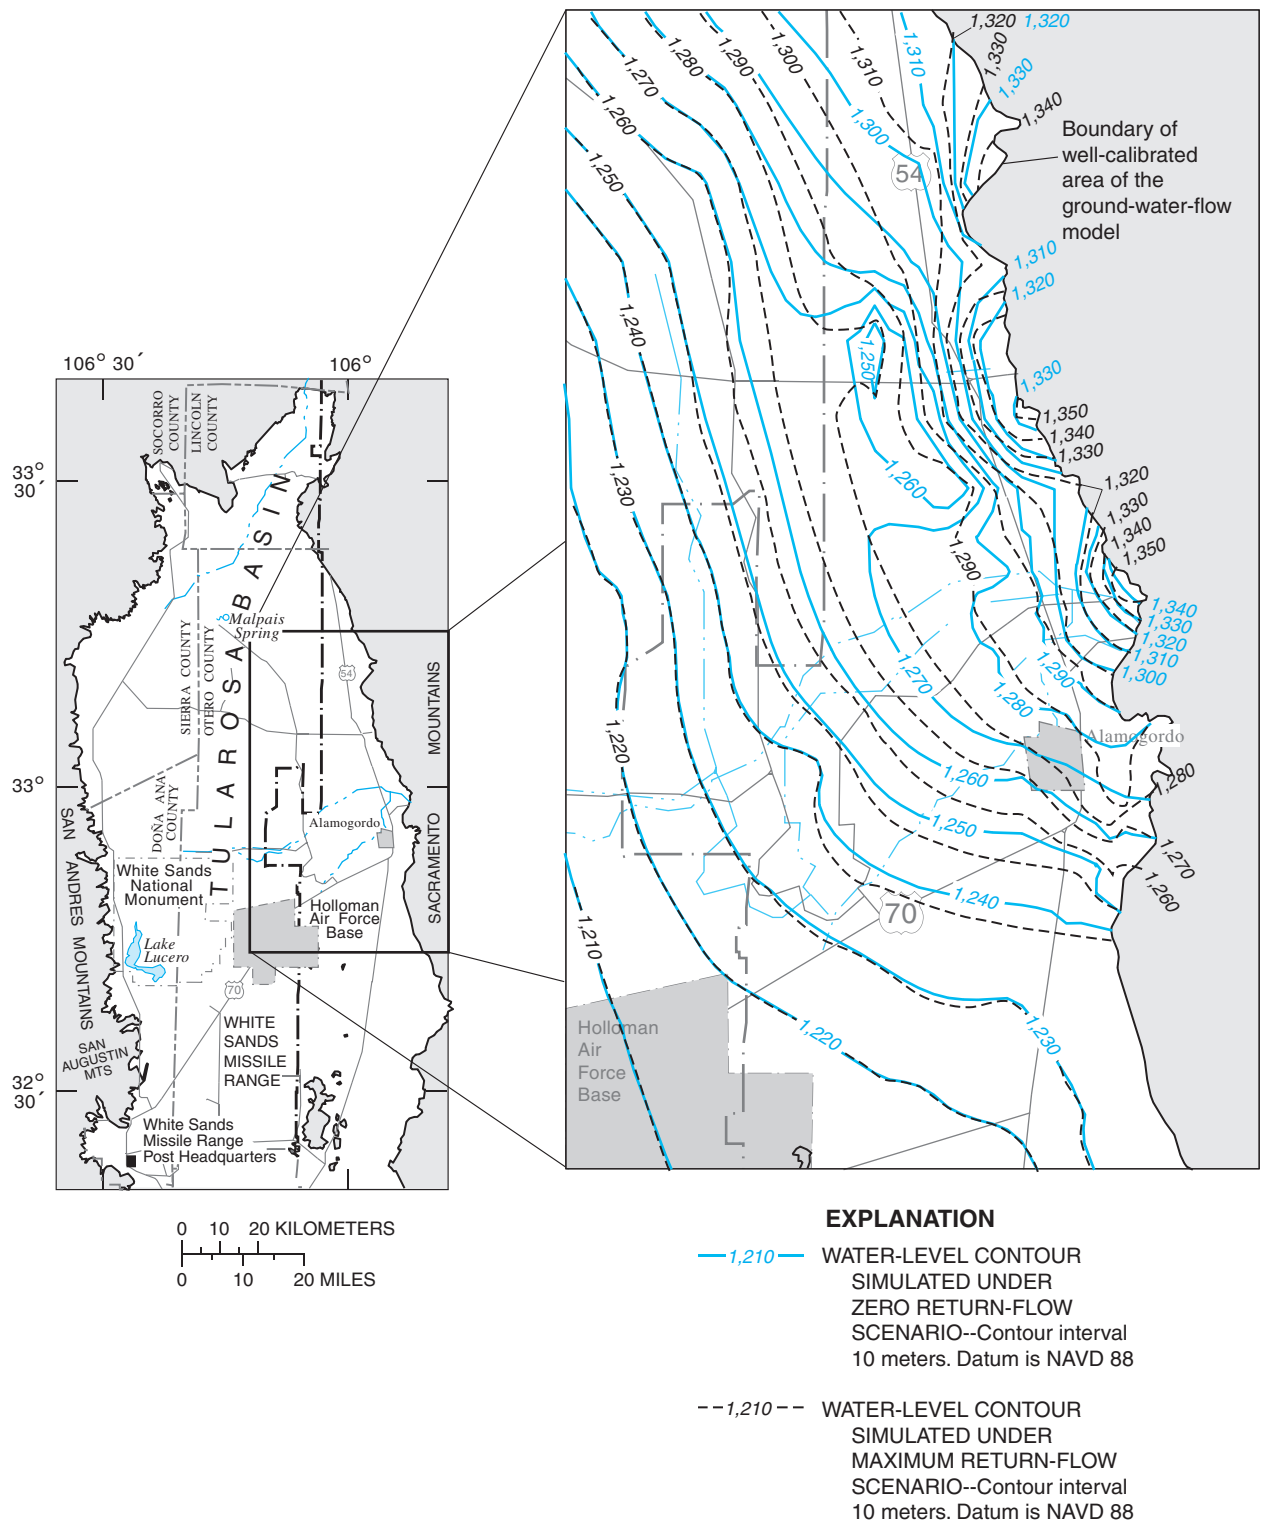 106° 30´
106°
33°
30´
33°
32°
30´
SOCORRO
COUNTY
LINCOLN
COUNTY
TULAROSA BASIN
Malpais
Spring
SIERRA COUNTY
OTERO COUNTY
54
MOUNTAINS
SACRAMENTO
DOÑA ANA
COUNTY
Alamogordo
White Sands
National
Monument
SAN ANDRES MOUNTAINS
Lake
Lucero
Holloman
Air Force
Base
70
WHITE
SANDS
MISSILE
RANGE
SAN
AUGUSTIN
MTS
White Sands
Missile Range
Post Headquarters
0 10 20 KILOMETERS
0 10 20 MILES
1,320 1,320
1,330
1,330
1,340
1,310
1,310
1,300
1,290
1,280
1,270
1,260
1,250
1,300
54
Boundary of
well-calibrated
area of the
ground-water-flow
model
1,310
1,320
1,240
1,250
1,330
1,350
1,340
1,330
1,320
1,260
1,230
1,330
1,340
1,350
1,290
1,340
1,330
1,320
1,310
1,300
1,290
1,270
1,280
1,220
Alamogordo
1,280
1,260
1,250
1,270
1,260
1,240
70
1,210
1,220
1,230
Holloman
Air
Force
Base
EXPLANATION
1,210 WATER-LEVEL CONTOUR
SIMULATED UNDER
ZERO RETURN-FLOW
SCENARIO--Contour interval
10 meters. Datum is NAVD 88
1,210 WATER-LEVEL CONTOUR
SIMULATED UNDER
MAXIMUM RETURN-FLOW
SCENARIO--Contour interval
10 meters. Datum is NAVD 88